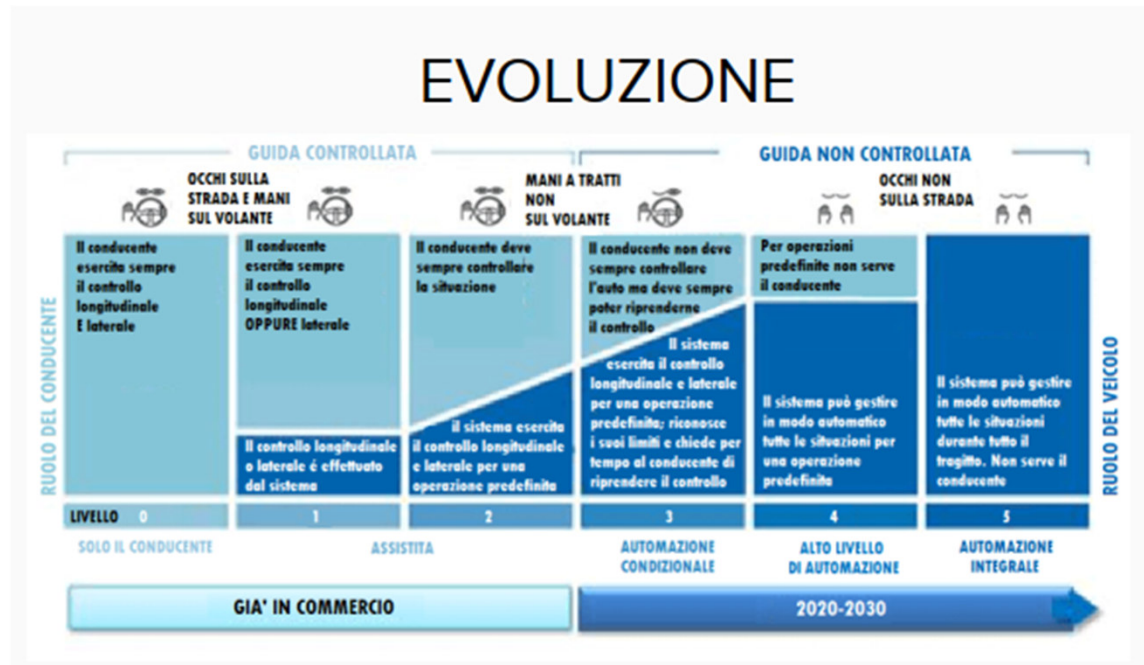 EVOLUZIONE
GUIDA CONTROLLATA
GUIDA NON CONTROLLATA
OCCHI SULLA
STRADA E MANI
SUL VOLANTE
MANI A TRATTI
NON
SUL VOLANTE
OCCHI NON
SULLA STRADA
RUOLO DEL CONDUCENTE
Il conducente
esercita sempre
il controllo
longitudinale
E laterale
Il conducente
esercita sempre
il controllo
longitudinale
OPPURE laterale
Il controllo longitudinale
o laterale é effettuato
dal sistema
Il conducente deve
sempre controllare
la situazione
il sistema esercita
il controllo longitudinale
e laterale per una
operazione predefinita
Il conducente non deve
sempre controllare
l'auto ma deve sempre
poter riprenderne
il controllo
Il sistema
esercita il controllo
longitudinale e laterale
per una operazione
predefinita; riconosce
i suoi limiti e chiede per
tempo al conducente di
riprendere il controllo
Per operazioni
predefinite non serve
il conducente
Il sistema può gestire
in modo automatico
tutte le situazioni per
una operazione
predefinita
Il sistema può gestire
in modo automatico
tutte le situazioni
durante tutto il
tragitto. Non serve il
conducente
RUOLO DEL VEICOLO
LIVELLO 0 1 2 3 4 5
SOLO IL CONDUCENTE
ASSISTITA
AUTOMAZIONE
CONDIZIONALE
ALTO LIVELLO
DI AUTOMAZIONE
AUTOMAZIONE
INTEGRALE
GIA' IN COMMERCIO
2020-2030